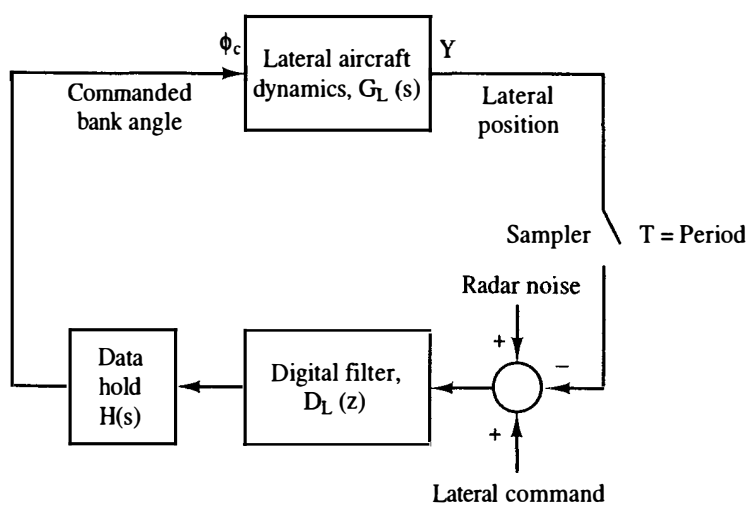 ϕc
Lateral aircraft
dynamics, GL (s)
Y
Commanded
bank angle
Lateral
position
Sampler
T = Period
Radar noise
+
−
Data
hold
H(s)
Digital filter,
DL (z)
+
Lateral command